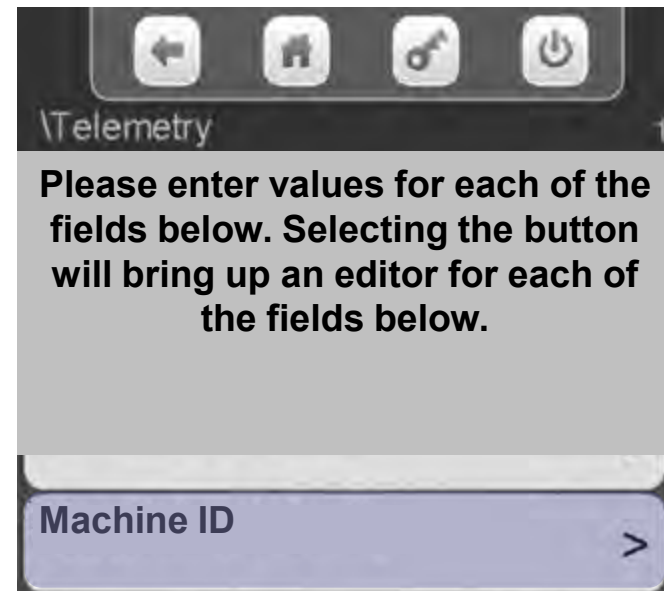 \Telemetry
Please enter values for each of the
fields below. Selecting the button
will bring up an editor for each of
the fields below.
Machine ID
>